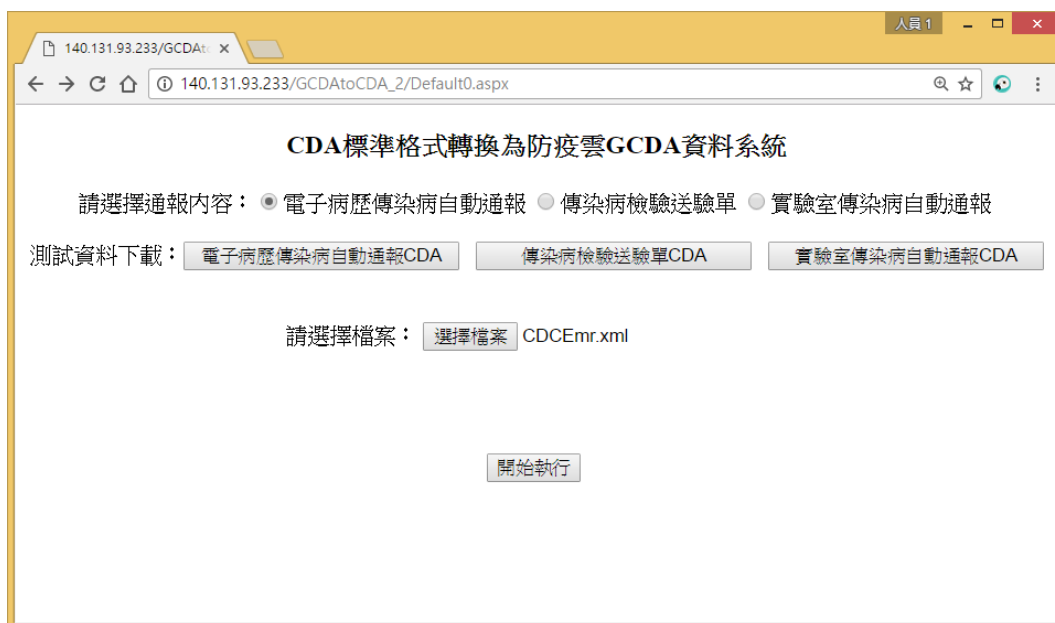 人員 1
140.131.93.233/GCDAt
140.131.93.233/GCDAtoCDA_2/Default0.aspx
CDA標準格式轉換為防疫雲GCDA資料系統
請選擇通報內容： 電子病歷傳染病自動通報 傳染病檢驗送驗單 實驗室傳染病自動通報
測試資料下載： 電子病歷傳染病自動通報CDA 傳染病檢驗送驗單CDA 實驗室傳染病自動通報CDA
請選擇檔案： 選擇檔案 CDCEmr.xml
開始執行